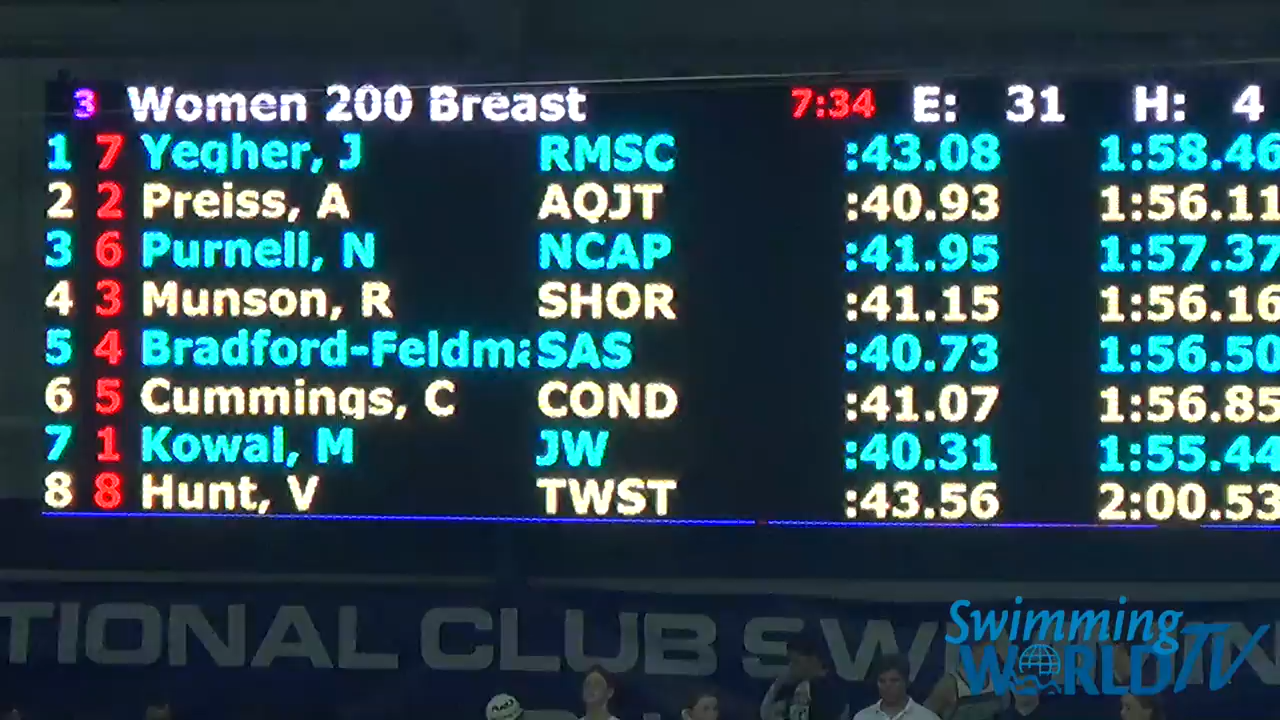 3 Women 200 Breast 7:34 E: 31 H: 4
1 7 Yegher, J RMSC :43.08 1:58.46
2 2 Preiss, A AQJT :40.93 1:56.11
3 6 Purnell, N NCAP :41.95 1:57.37
4 3 Munson, R SHOR :41.15 1:56.16
5 4 Bradford-Feldma SAS :40.73 1:56.50
6 5 Cummings, C COND :41.07 1:56.85
7 1 Kowal, M JW :40.31 1:55.44
8 8 Hunt, V TWST :43.56 2:00.53
TIONAL CLUB SW
Swimming
WORLD TV